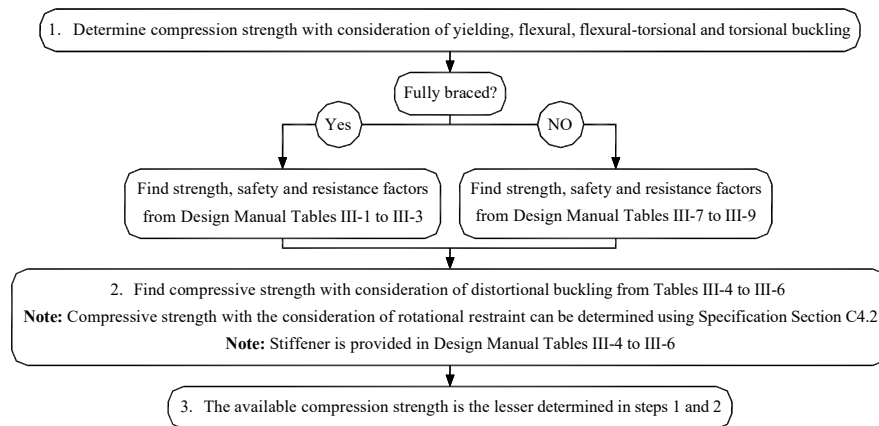 1. Determine compression strength with consideration of yielding, flexural, flexural-torsional and torsional buckling
Fully braced?
Yes
NO
Find strength, safety and resistance factors
from Design Manual Tables III-1 to III-3
Find strength, safety and resistance factors
from Design Manual Tables III-7 to III-9
2. Find compressive strength with consideration of distortional buckling from Tables III-4 to III-6
Note: Compressive strength with the consideration of rotational restraint can be determined using Specification Section C4.2
Note: Stiffener is provided in Design Manual Tables III-4 to III-6
3. The available compression strength is the lesser determined in steps 1 and 2